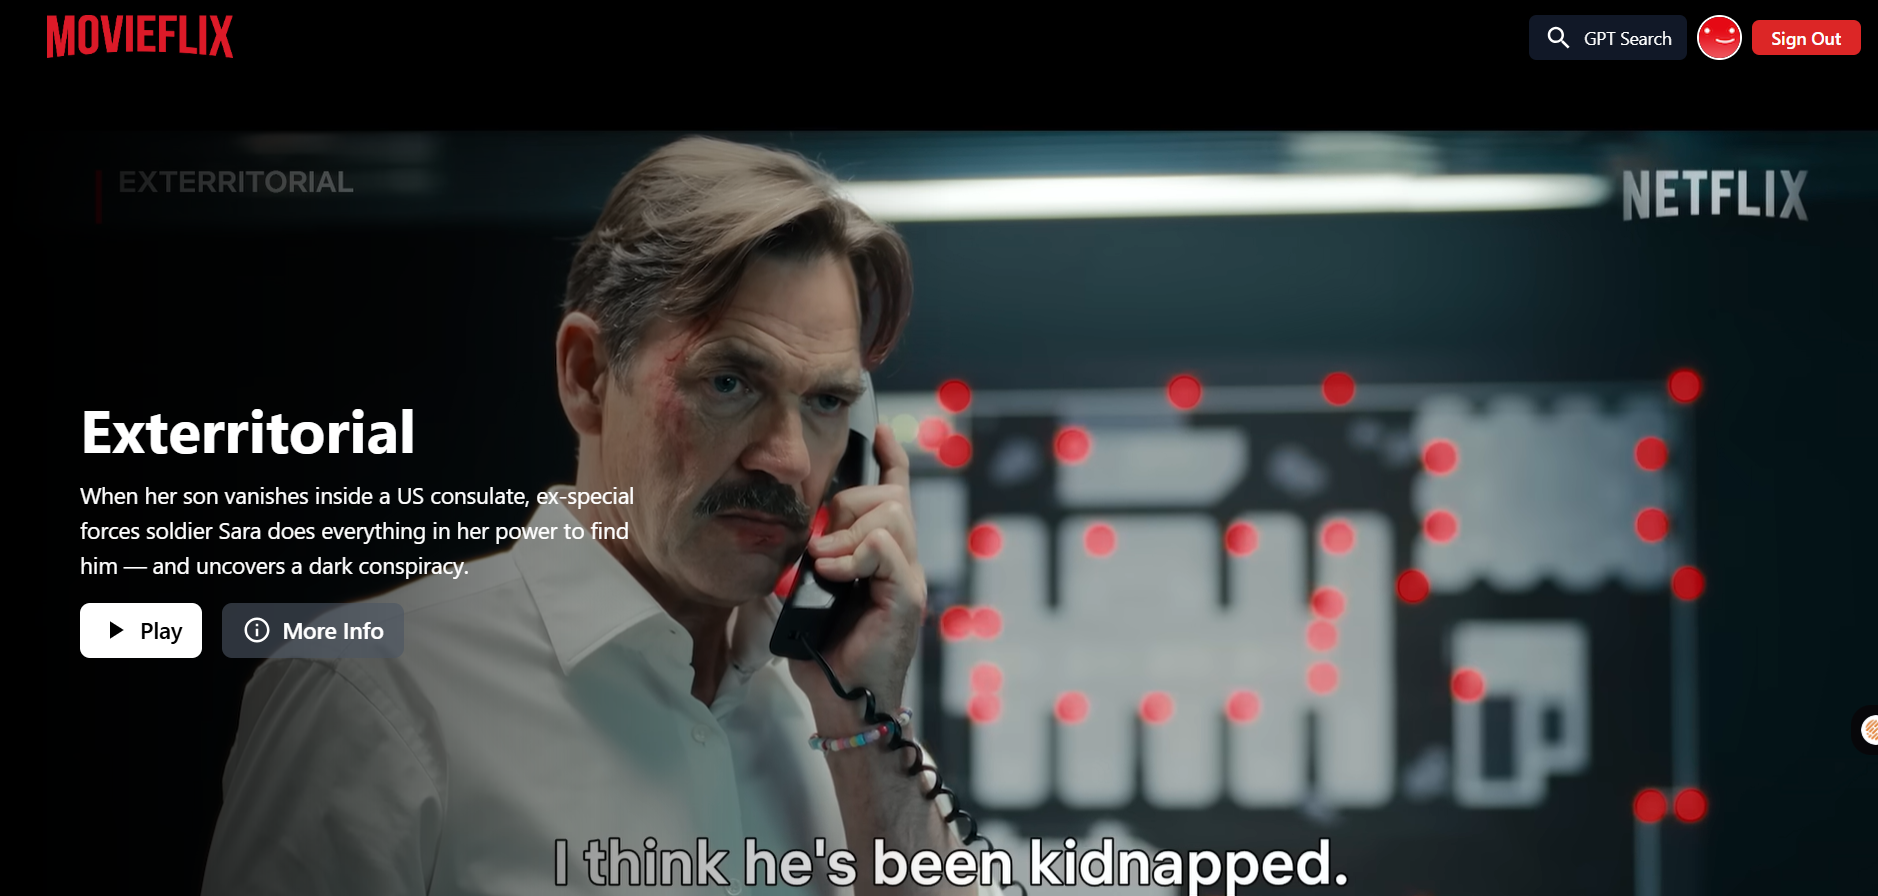 MOVIEFLIX
GPT Search
Sign Out
EXTERRITORIAL
NETFLIX
Exterritorial
When her son vanishes inside a US consulate, ex-special
forces soldier Sara does everything in her power to find
him — and uncovers a dark conspiracy.
Play
More Info
I think he's been kidnapped.